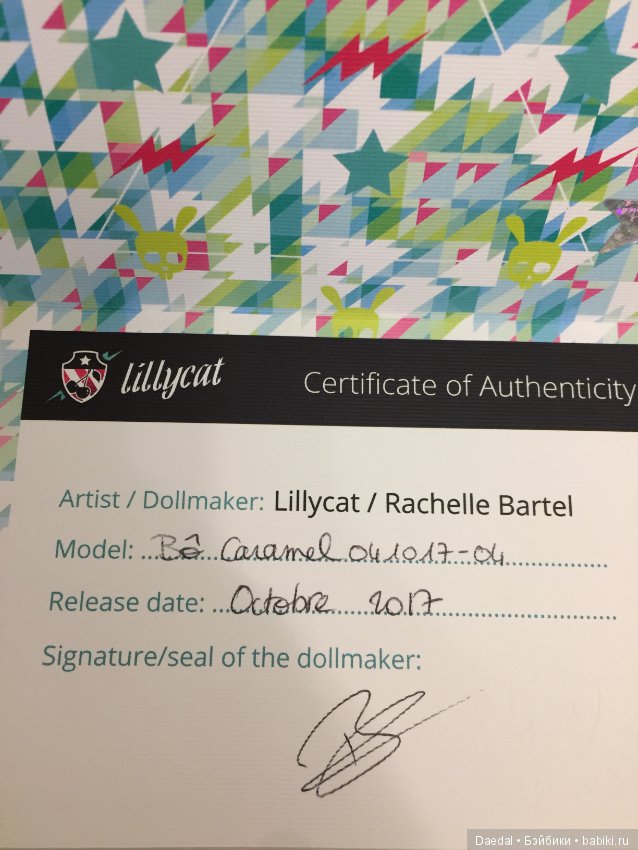 lillycat
Certificate of Authenticity
Artist / Dollmaker: Lillycat / Rachelle Bartel
Model: Bô Caramel 041017-04
Release date: Octobre 2017
Signature/seal of the dollmaker:
Daedal • Бэйбики • babiki.ru